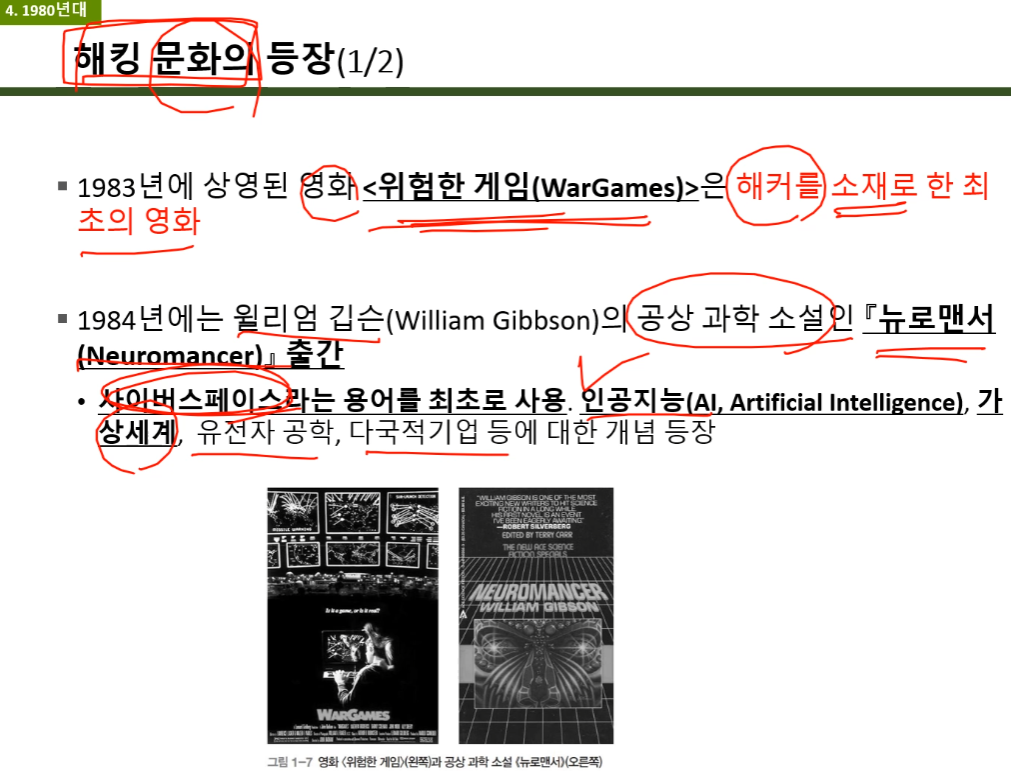 4. 1980년대
해킹 문화의 등장(1/2)
▪ 1983년에 상영된 영화 <위험한 게임(WarGames)>은 해커를 소재로 한 최
초의 영화
▪ 1984년에는 윌리엄 깁슨(William Gibbson)의 공상 과학 소설인 『뉴로맨서
(Neuromancer)』 출간
• 사이버스페이스라는 용어를 최초로 사용. 인공지능(AI, Artificial Intelligence), 가
상세계, 유전자 공학, 다국적기업 등에 대한 개념 등장
Is it a game, or is it real?
WARGAMES
"WILLIAM GIBSON IS ONE OF THE MOST
EXCITING NEW WRITERS TO HIT SCIENCE
FICTION IN A LONG WHILE.
HIS FIRST NOVEL IS AN EVENT
I'VE BEEN EAGERLY AWAITING"
—ROBERT SILVERBERG
EDITED BY TERRY CARR
THE NEW ACE SCIENCE
FICTION SPECIALS
NEUROMANCER
WILLIAM GIBSON
그림 1-7 영화 〈위험한 게임〉(왼쪽)과 공상 과학 소설 《뉴로맨서》(오른쪽)